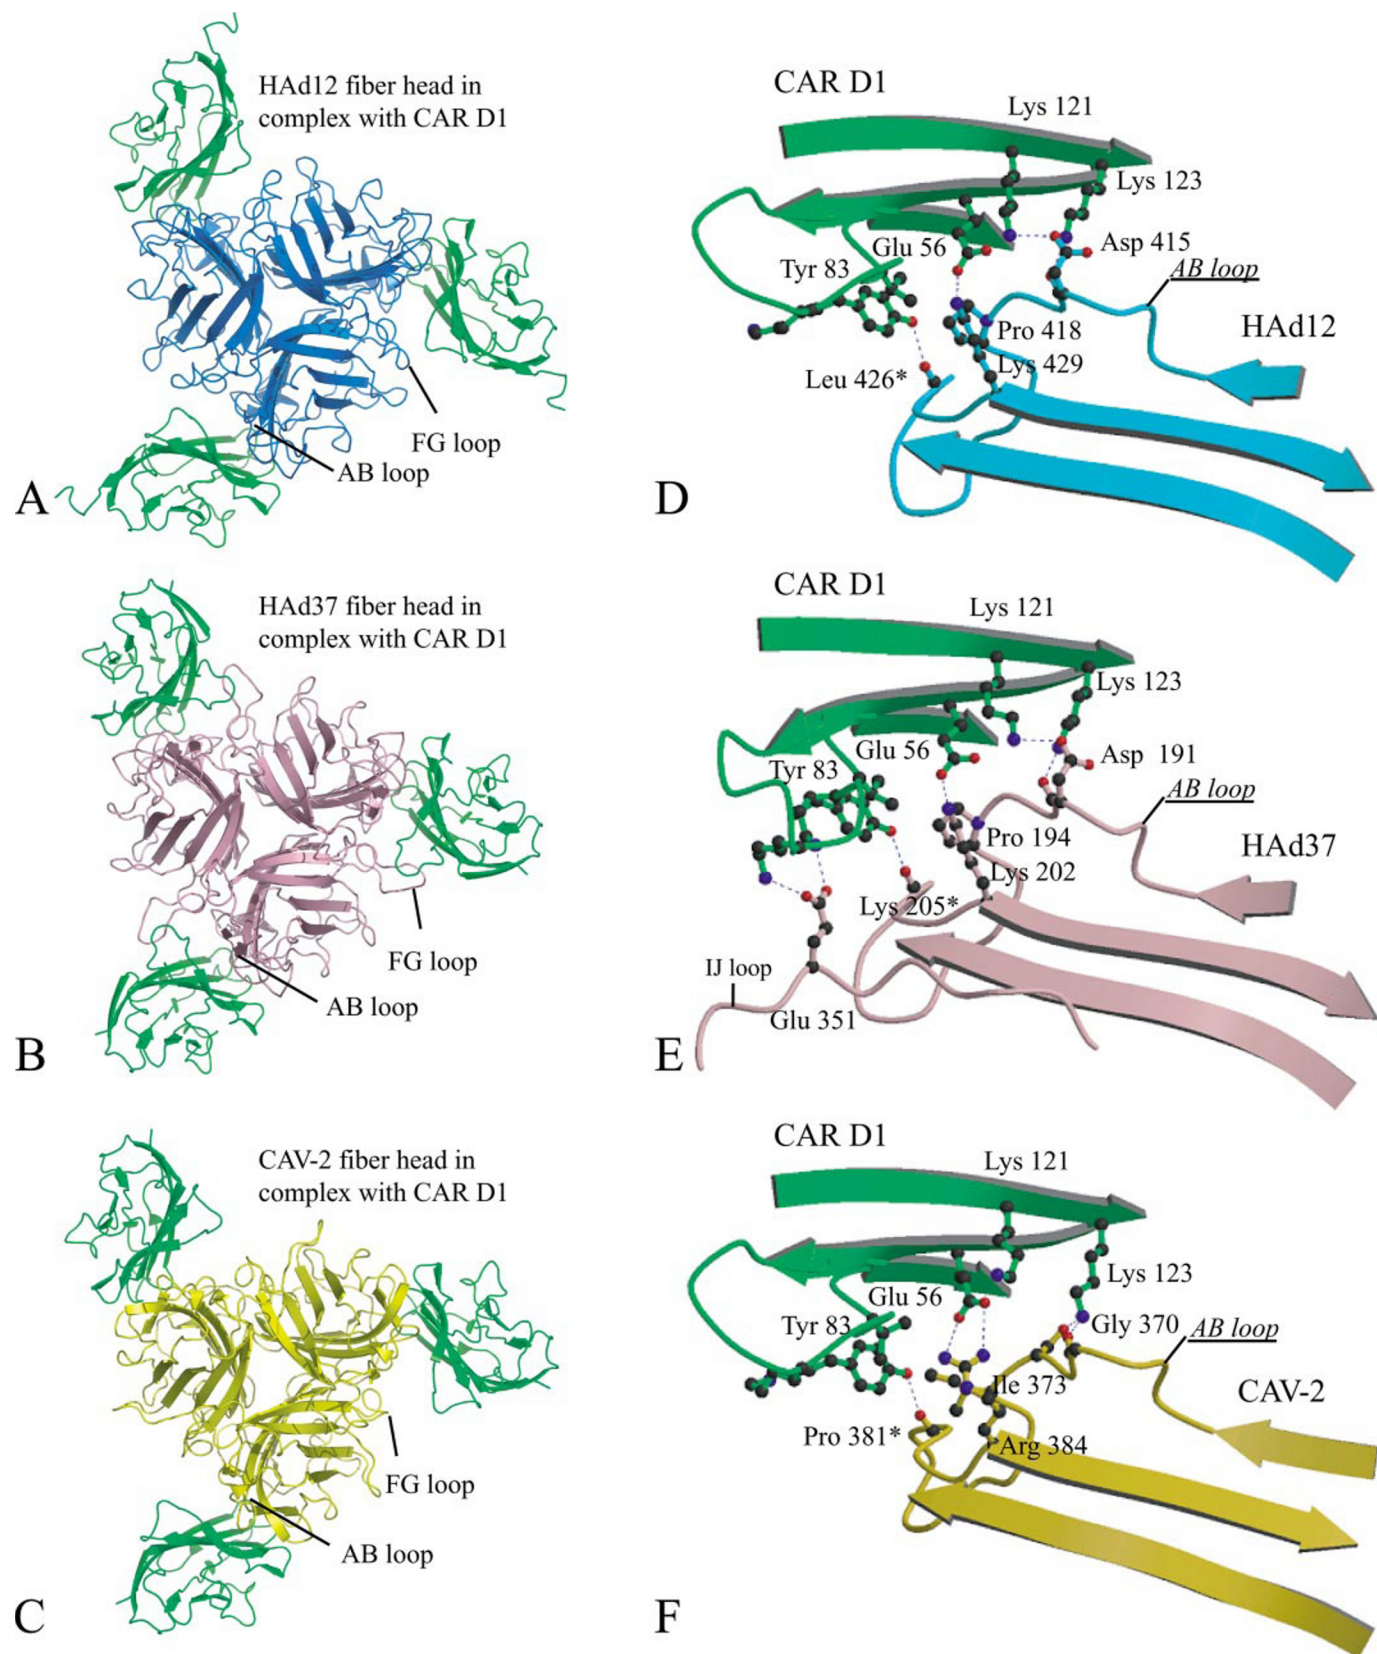 HAd12 fiber head in
complex with CAR D1
FG loop
AB loop
A
CAR D1
Lys 121
Lys 123
Glu 56
Asp 415
Tyr 83
AB loop
HAd12
Pro 418
Lys 429
Leu 426*
D
HAd37 fiber head in
complex with CAR D1
FG loop
AB loop
B
CAR D1
Lys 121
Lys 123
Glu 56
Asp 191
Tyr 83
AB loop
Pro 194
HAd37
Lys 202
Lys 205*
IJ loop
Glu 351
E
CAV-2 fiber head in
complex with CAR D1
FG loop
AB loop
C
CAR D1
Lys 121
Lys 123
Glu 56
Gly 370
Tyr 83
AB loop
Ile 373
CAV-2
Pro 381*
Arg 384
F